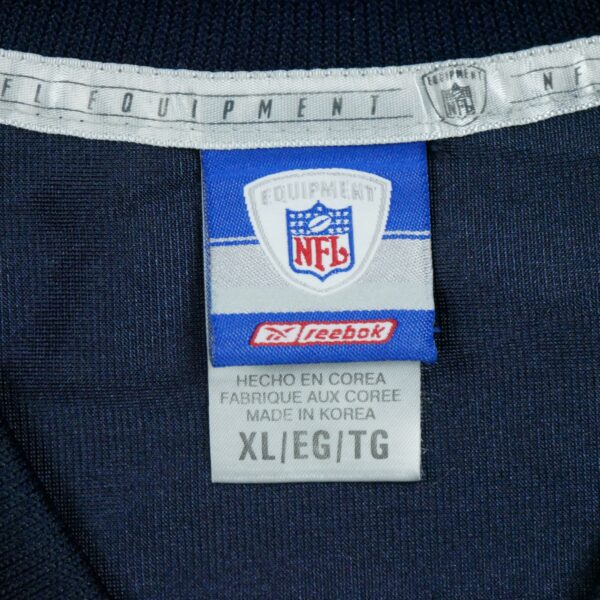 FL EQUIPMENT EQUIPMENT NFL NF
EQUIPMENT
NFL
reebok
HECHO EN COREA
FABRIQUE AUX COREE
MADE IN KOREA
XL/EG/TG